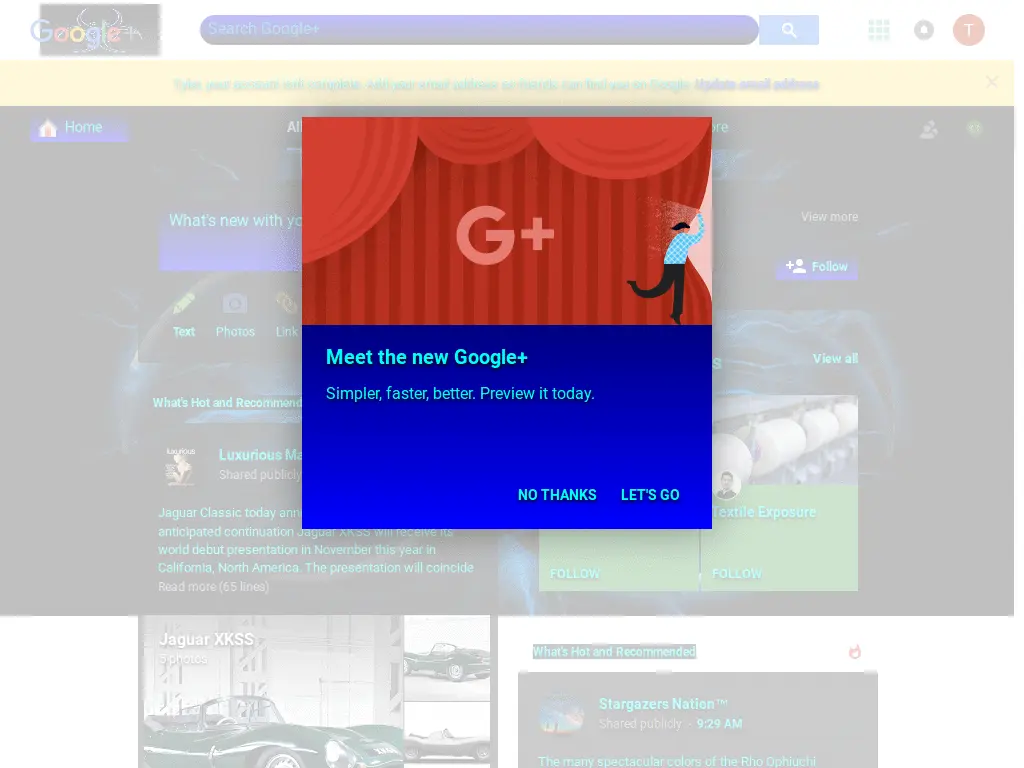 Google
Search Google+
T
Tyler, your account isn't complete. Add your email address so friends can find you on Google. Update email address
Home
All
What's new with yo
View more
Follow
Text
Photos
Link
View all
What's Hot and Recommend
Luxurious Ma
Shared publicly
Jaguar Classic today ann
anticipated continuation Jaguar XKSS will receive its
world debut presentation in November this year in
California, North America. The presentation will coincide
Read more (65 lines)
G+
Meet the new Google+
Simpler, faster, better. Preview it today.
NO THANKS
LET'S GO
Textile Exposure
FOLLOW
FOLLOW
Jaguar XKSS
5 photos
What's Hot and Recommended
Stargazers Nation™
Shared publicly - 9:29 AM
The many spectacular colors of the Rho Ophiuchi